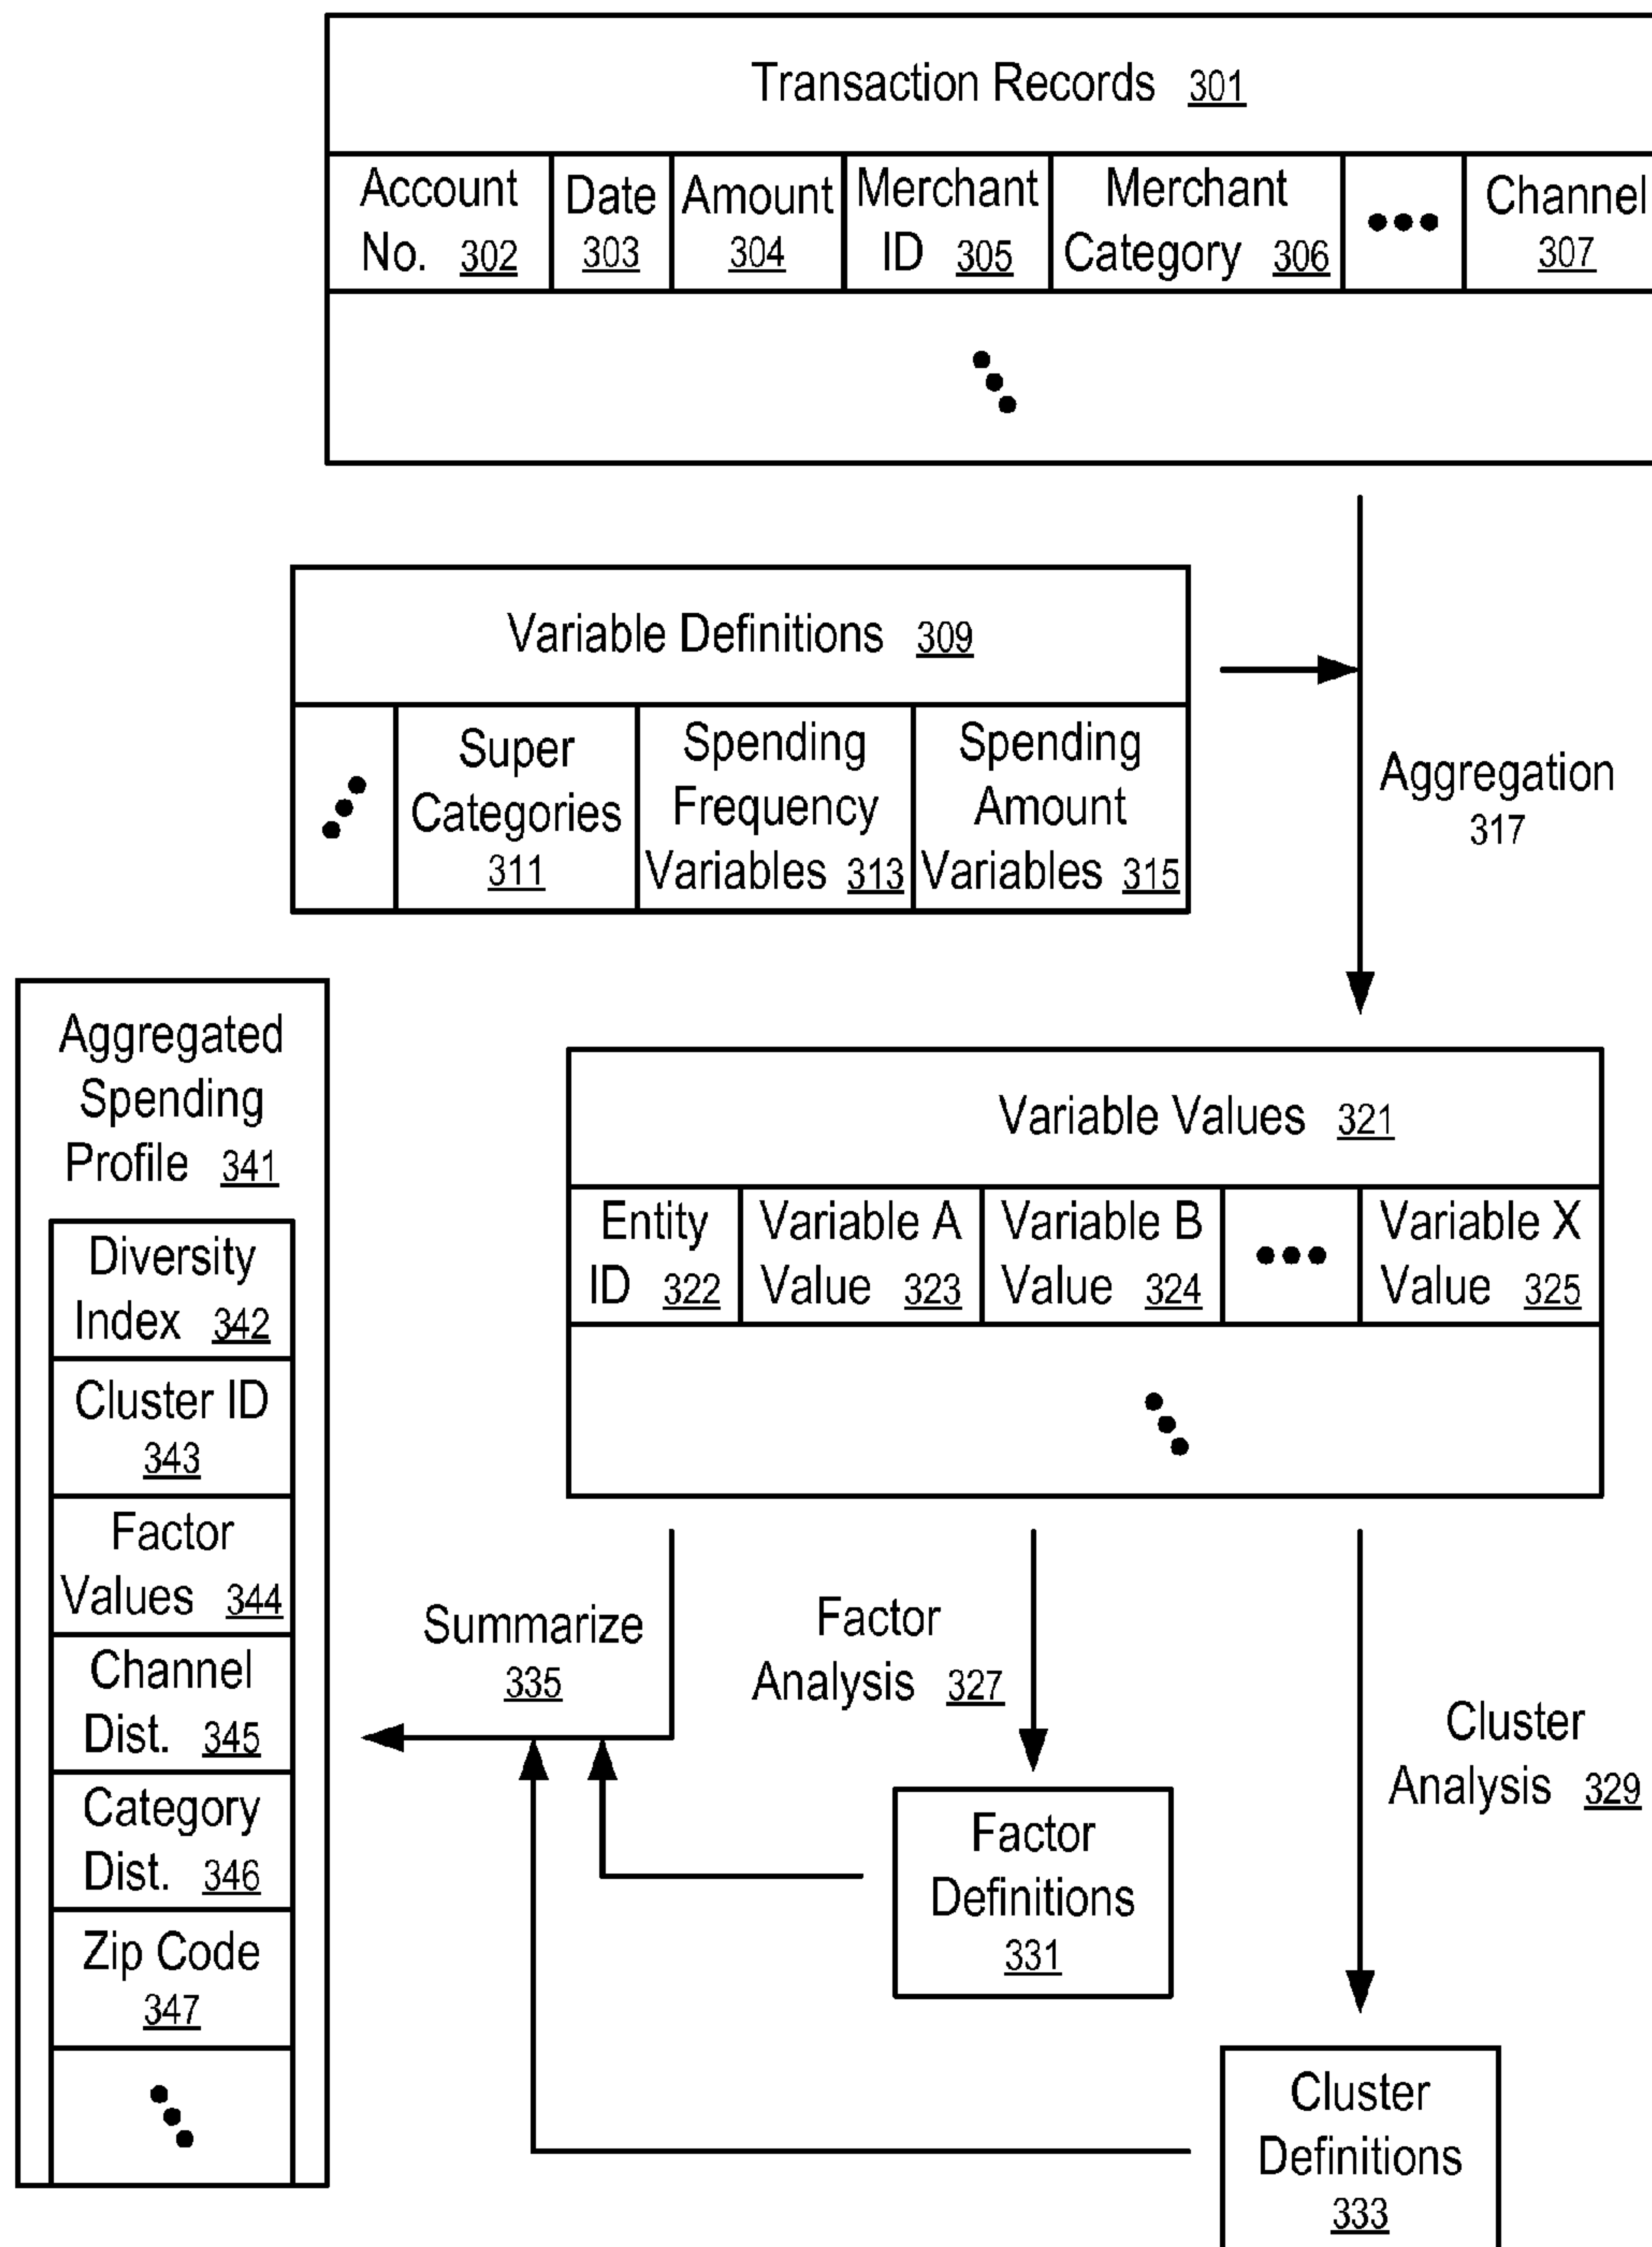 Transaction Records 301
Account
No. 302
Date
303
Amount
304
Merchant
ID 305
Merchant
Category 306
Channel
307
Variable Definitions 309
Super
Categories
311
Spending
Frequency
Variables 313
Spending
Amount
Variables 315
Aggregation
317
Aggregated
Spending
Profile 341
Diversity
Index 342
Cluster ID
343
Factor
Values 344
Channel
Dist. 345
Category
Dist. 346
Zip Code
347
Variable Values 321
Entity
ID 322
Variable A
Value 323
Variable B
Value 324
Variable X
Value 325
Summarize
335
Factor
Analysis 327
Cluster
Analysis 329
Factor
Definitions
331
Cluster
Definitions
333